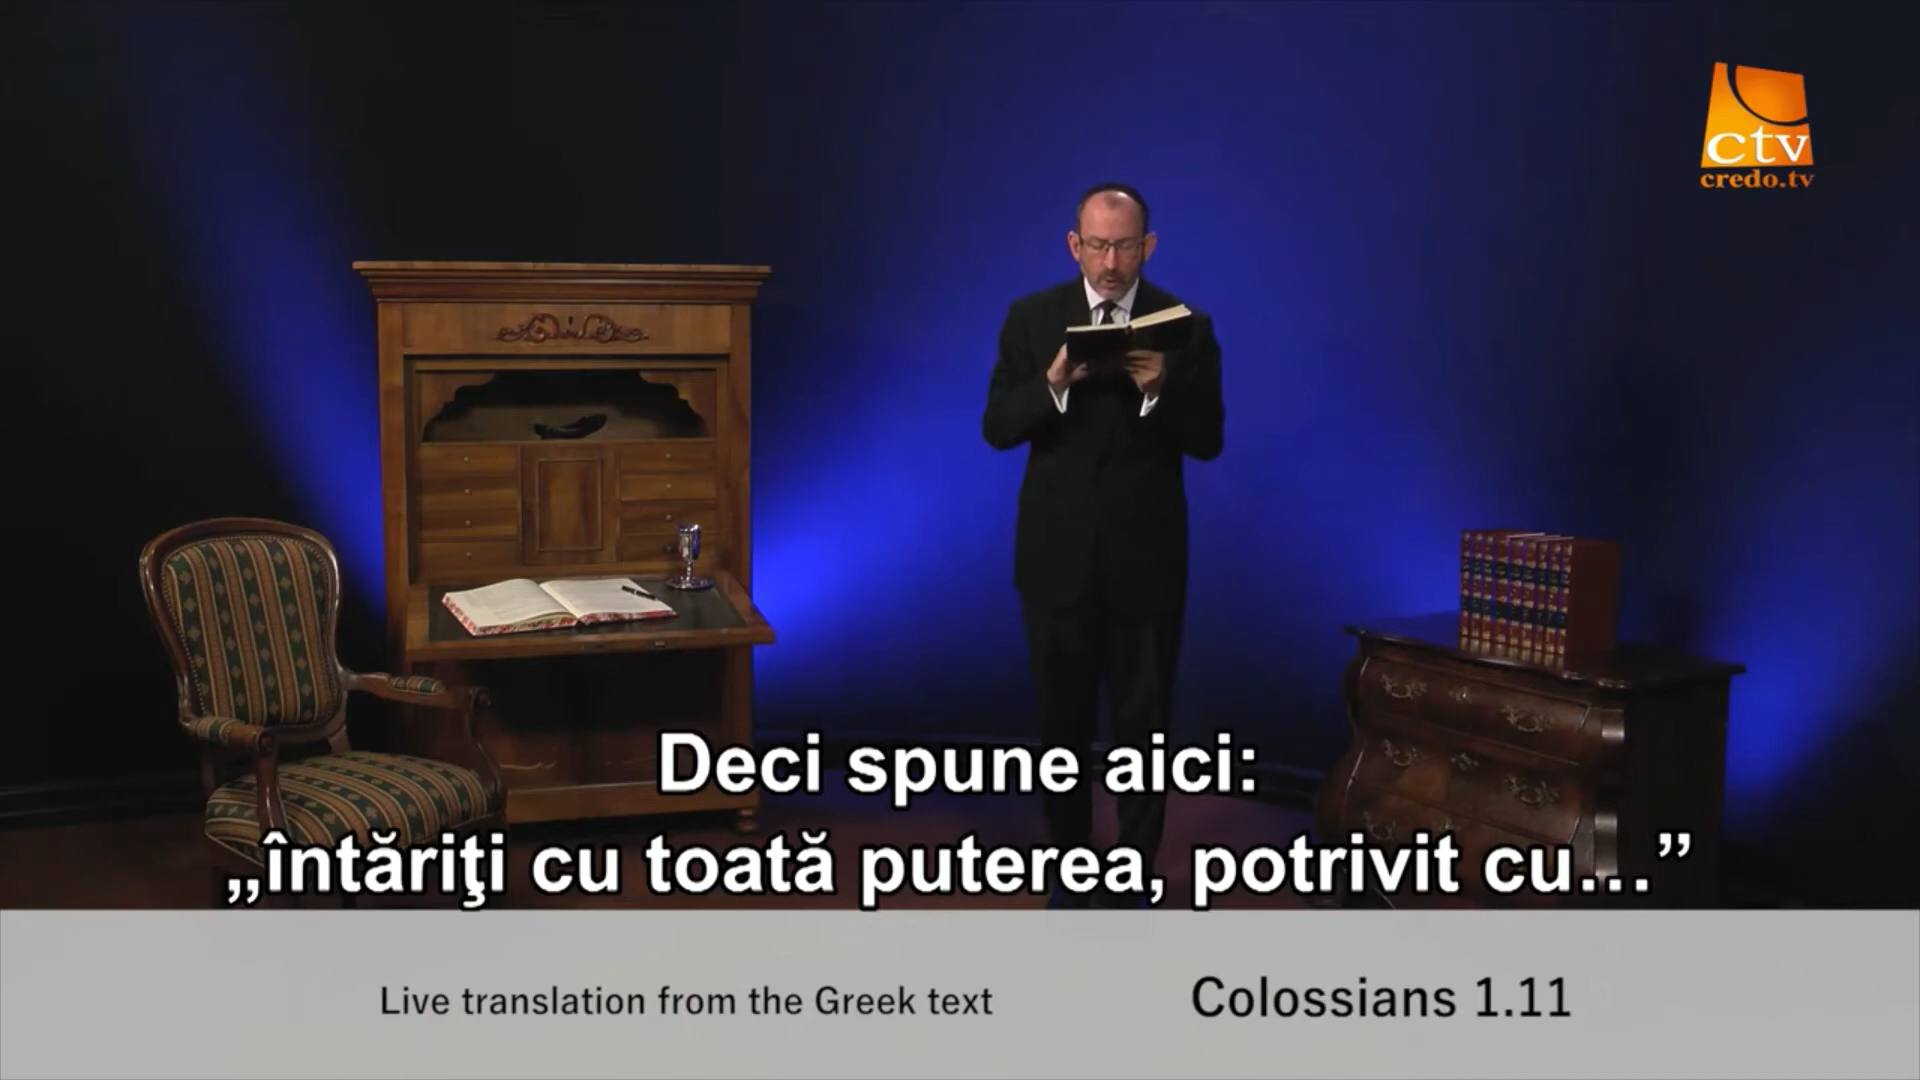 ctv
credo.tv
Deci spune aici:
„întăriţi cu toată puterea, potrivit cu...”
Live translation from the Greek text
Colossians 1.11